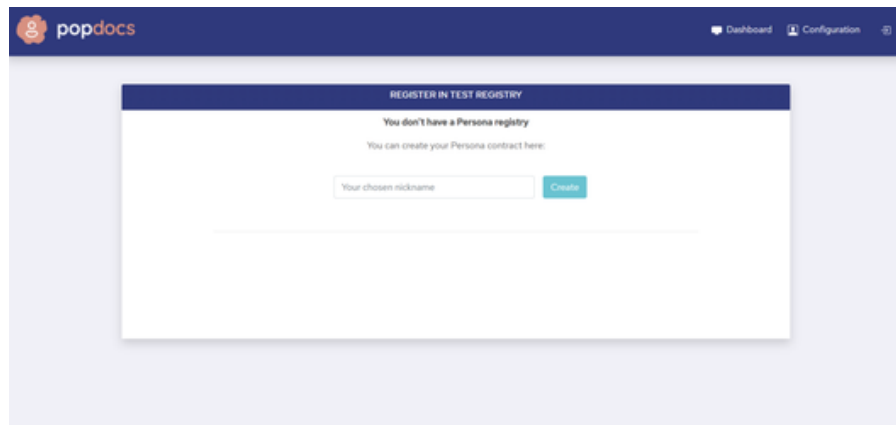 popdocs
Dashboard Configuration
REGISTER IN TEST REGISTRY
You don't have a Persona registry
You can create your Persona contract here:
Your chosen nickname Create